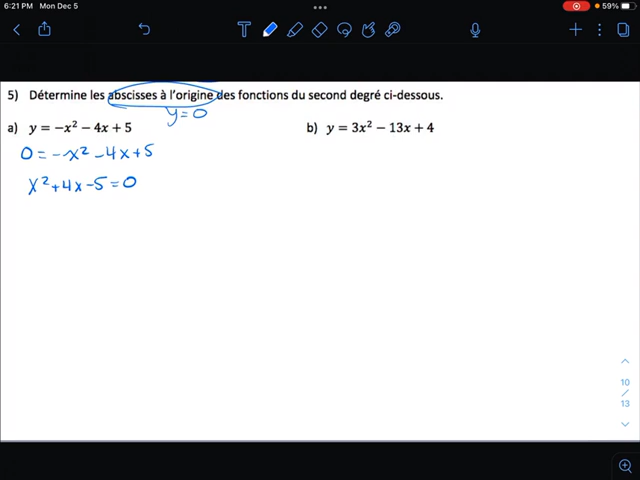 6:21 PM Mon Dec 5
59%
5) Détermine les abscisses à l'origine des fonctions du second degré ci-dessous.
y = 0
a) y = −x² − 4x + 5
b) y = 3x² − 13x + 4
0 = −x² − 4x + 5
x² + 4x − 5 = 0
10
/
13